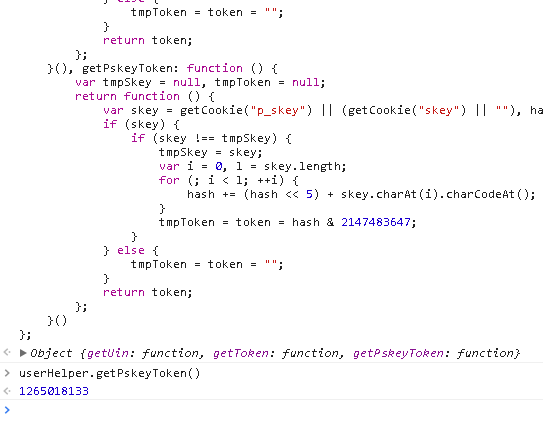 } else {
tmpToken = token = "";
}
return token;
};
}(), getPskeyToken: function () {
var tmpSkey = null, tmpToken = null;
return function () {
var skey = getCookie("p_skey") || (getCookie("skey") || ""), ha
if (skey) {
if (skey !== tmpSkey) {
tmpSkey = skey;
var i = 0, l = skey.length;
for (; i < l; ++i) {
hash += (hash << 5) + skey.charAt(i).charCodeAt();
}
tmpToken = token = hash & 2147483647;
}
} else {
tmpToken = token = "";
}
return token;
};
}()
};
Object {getUin: function, getToken: function, getPskeyToken: function}
userHelper.getPskeyToken()
1265018133